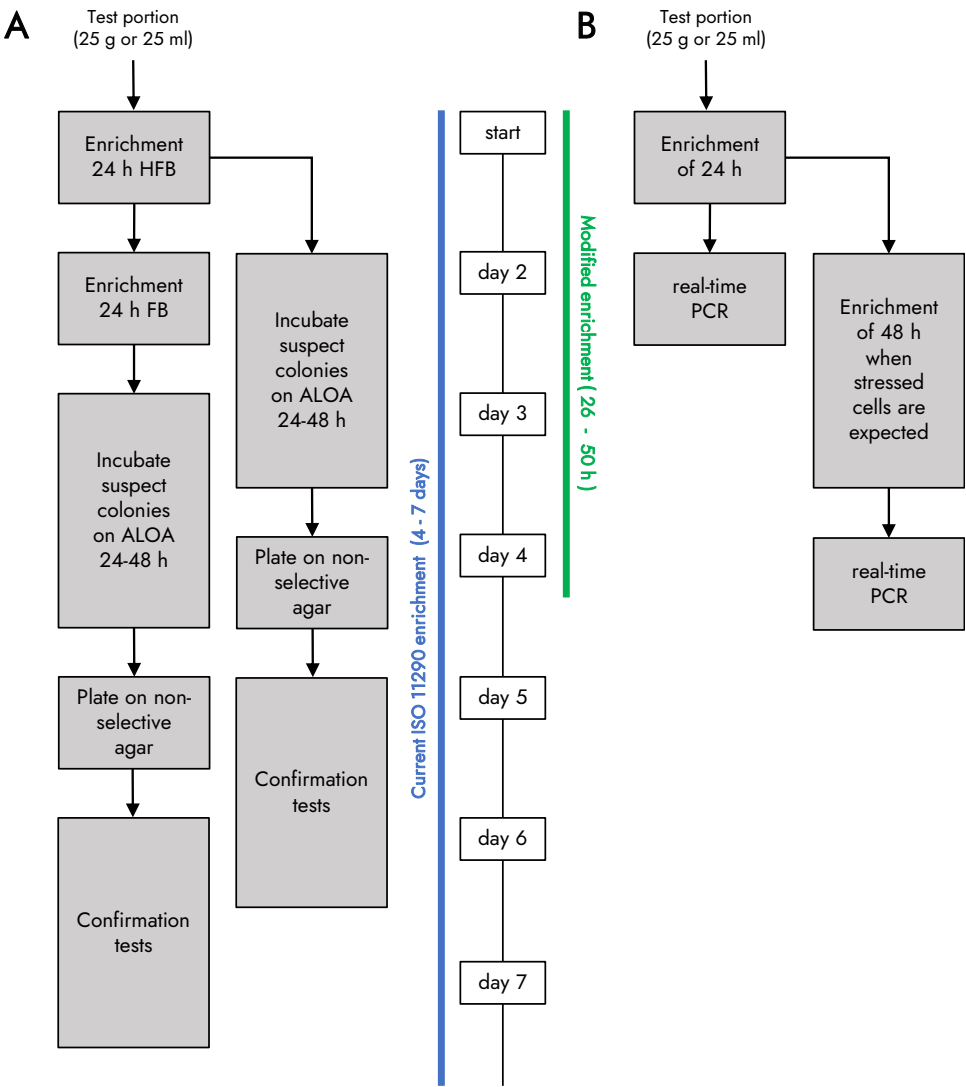 A
Test portion
(25 g or 25 ml)
Enrichment
24 h HFB
Enrichment
24 h FB
Incubate
suspect
colonies
on ALOA
24-48 h
Plate on non-
selective
agar
Confirmation
tests
Incubate
suspect
colonies
on ALOA
24-48 h
Plate on non-
selective
agar
Confirmation
tests
Current ISO 11290 enrichment (4 - 7 days)
start
day 2
day 3
day 4
day 5
day 6
day 7
Modified enrichment ( 26 - 50 h )
B
Test portion
(25 g or 25 ml)
Enrichment
of 24 h
real-time
PCR
Enrichment
of 48 h
when
stressed
cells are
expected
real-time
PCR